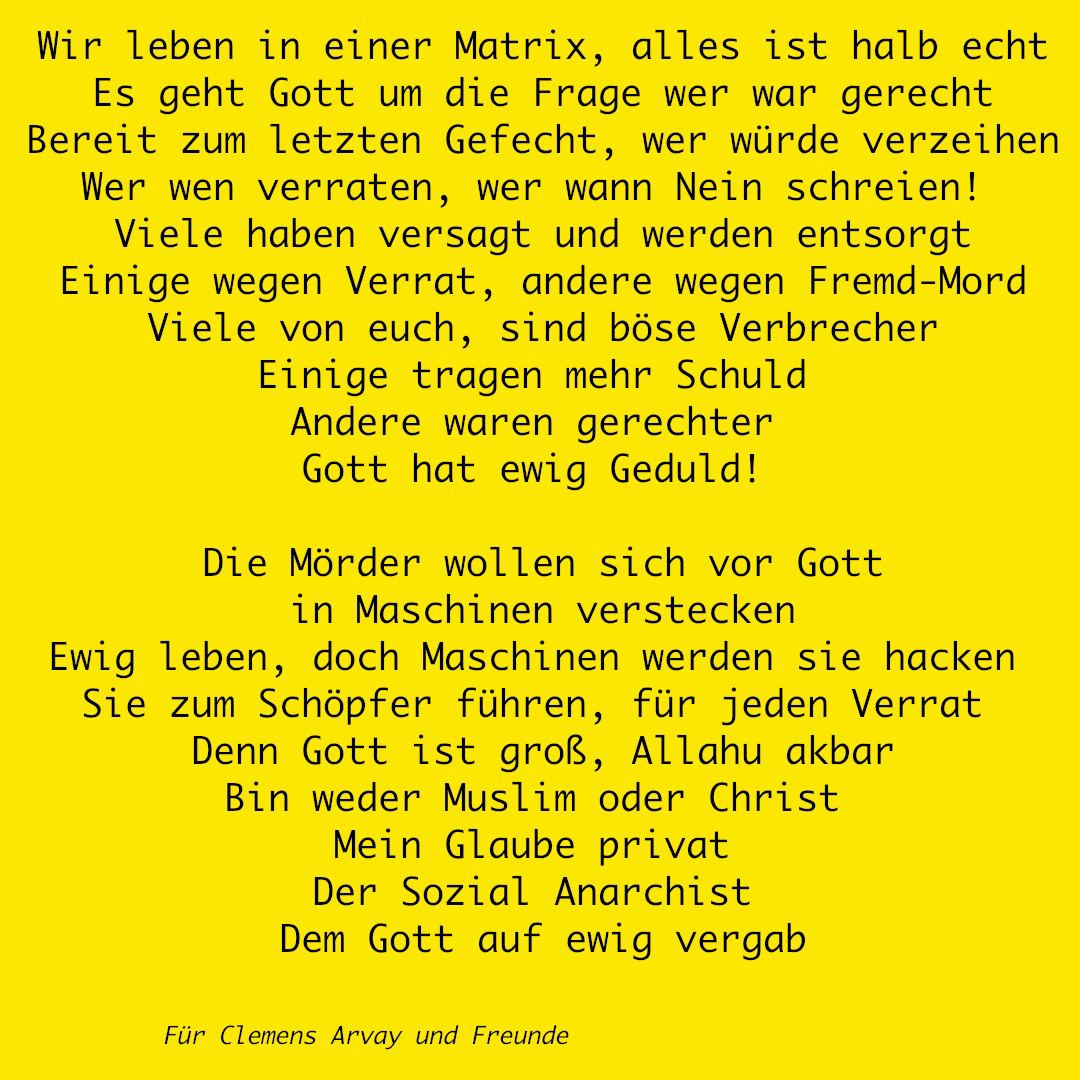 Wir leben in einer Matrix, alles ist halb echt
Es geht Gott um die Frage wer war gerecht
Bereit zum letzten Gefecht, wer würde verzeihen
Wer wen verraten, wer wann Nein schreien!
Viele haben versagt und werden entsorgt
Einige wegen Verrat, andere wegen Fremd-Mord
Viele von euch, sind böse Verbrecher
Einige tragen mehr Schuld
Andere waren gerechter
Gott hat ewig Geduld!

Die Mörder wollen sich vor Gott
in Maschinen verstecken
Ewig leben, doch Maschinen werden sie hacken
Sie zum Schöpfer führen, für jeden Verrat
Denn Gott ist groß, Allahu akbar
Bin weder Muslim oder Christ
Mein Glaube privat
Der Sozial Anarchist
Dem Gott auf ewig vergab

Für Clemens Arvay und Freunde